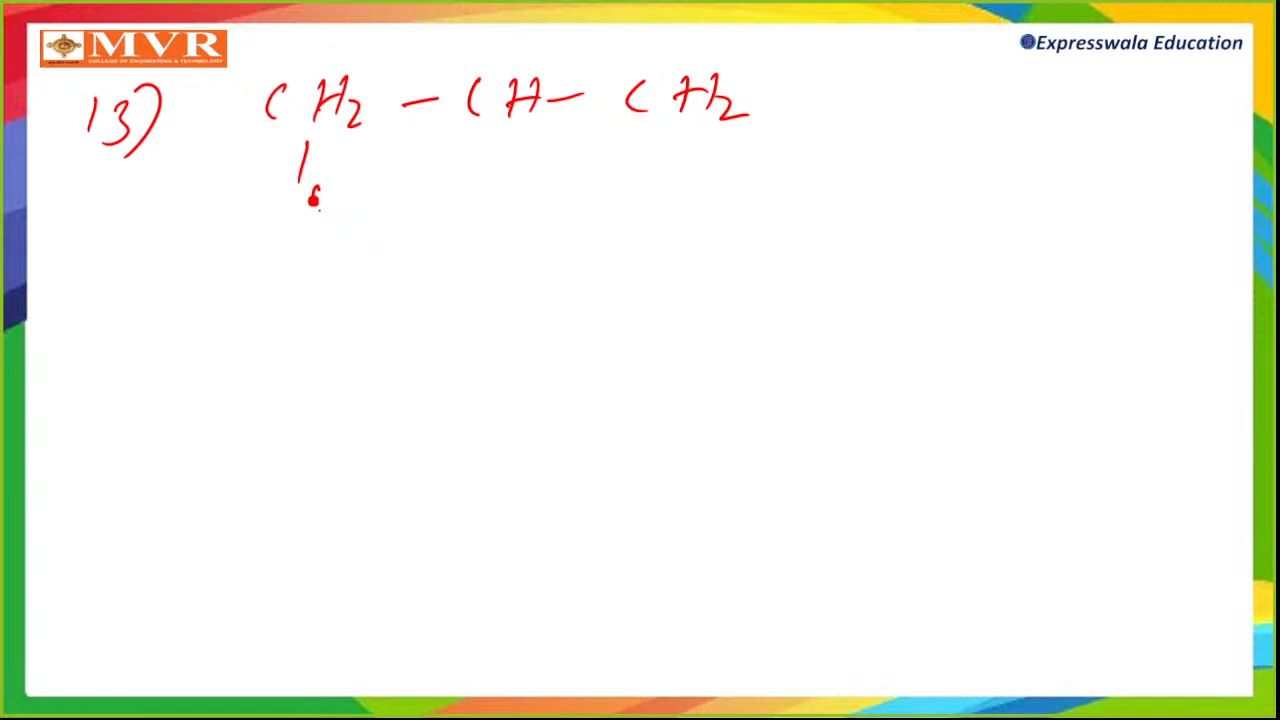 MVR
COLLEGE OF ENGINEERING & TECHNOLOGY
Expresswala Education
13) CH2 - CH - CH2
|